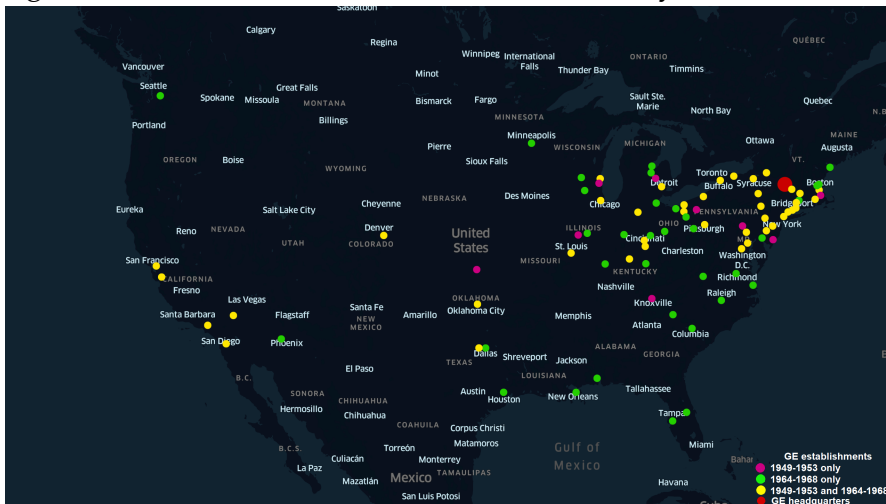 Saskatoon
Calgary
Regina
Winnipeg
International
Falls
Thunder Bay
ONTARIO
Timmins
QUÉBEC
Vancouver
Seattle
Spokane
Missoula
Great Falls
MONTANA
Minot
Bismarck
Fargo
Sault Ste.
Marie
North Bay
Quebec
Portland
Billings
MINNESOTA
Minneapolis
WISCONSIN
MICHIGAN
Ottawa
MAINE
Augusta
VT.
OREGON
Boise
WYOMING
Pierre
Sioux Falls
Toronto
Buffalo
Syracuse
Boston
Detroit
Eureka
Salt Lake City
Cheyenne
NEBRASKA
Des Moines
Chicago
PENNSYLVANIA
New York
Reno
NEVADA
UTAH
Denver
COLORADO
United
States
ILLINOIS
OHIO
Pittsburgh
St. Louis
Cincinnati
Charleston
Washington
D.C.
MISSOURI
KENTUCKY
Richmond
San Francisco
CALIFORNIA
Fresno
Las Vegas
Nashville
Knoxville
Raleigh
Santa Barbara
Flagstaff
Santa Fe
NEW
MEXICO
Amarillo
OKLAHOMA
Oklahoma City
Memphis
Atlanta
Columbia
San Diego
Phoenix
Dallas
TEXAS
Shreveport
Jackson
ALABAMA
GEORGIA
LOUISIANA
B.C.
El Paso
SONORA
Hermosillo
CHIHUAHUA
Chihuahua
Austin
Houston
New Orleans
Tallahassee
Tampa
COAHUILA
Corpus Christi
Matamoros
Gulf of
Mexico
Miami
B.C.S.
La Paz
Culiacán
Torreón
Monterrey
TAMAULIPAS
Mazatlán
Mexico
San Luis Potosi
Havana
GE establishments
1949-1953 only
1964-1968 only
1949-1953 and 1964-1968
GE headquarters